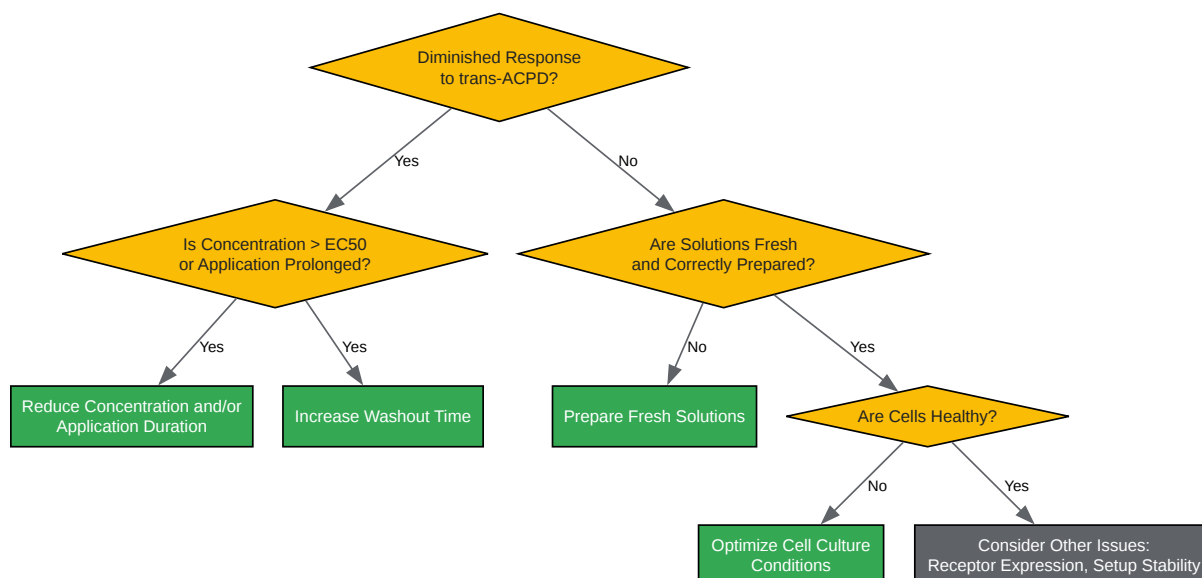 Diminished Response
to trans-ACPD?
Yes
No
Is Concentration > EC50
or Application Prolonged?
Are Solutions Fresh
and Correctly Prepared?
Yes
Yes
No
Yes
Reduce Concentration and/or
Application Duration
Increase Washout Time
Prepare Fresh Solutions
Are Cells Healthy?
No
Yes
Optimize Cell Culture
Conditions
Consider Other Issues:
Receptor Expression, Setup Stability